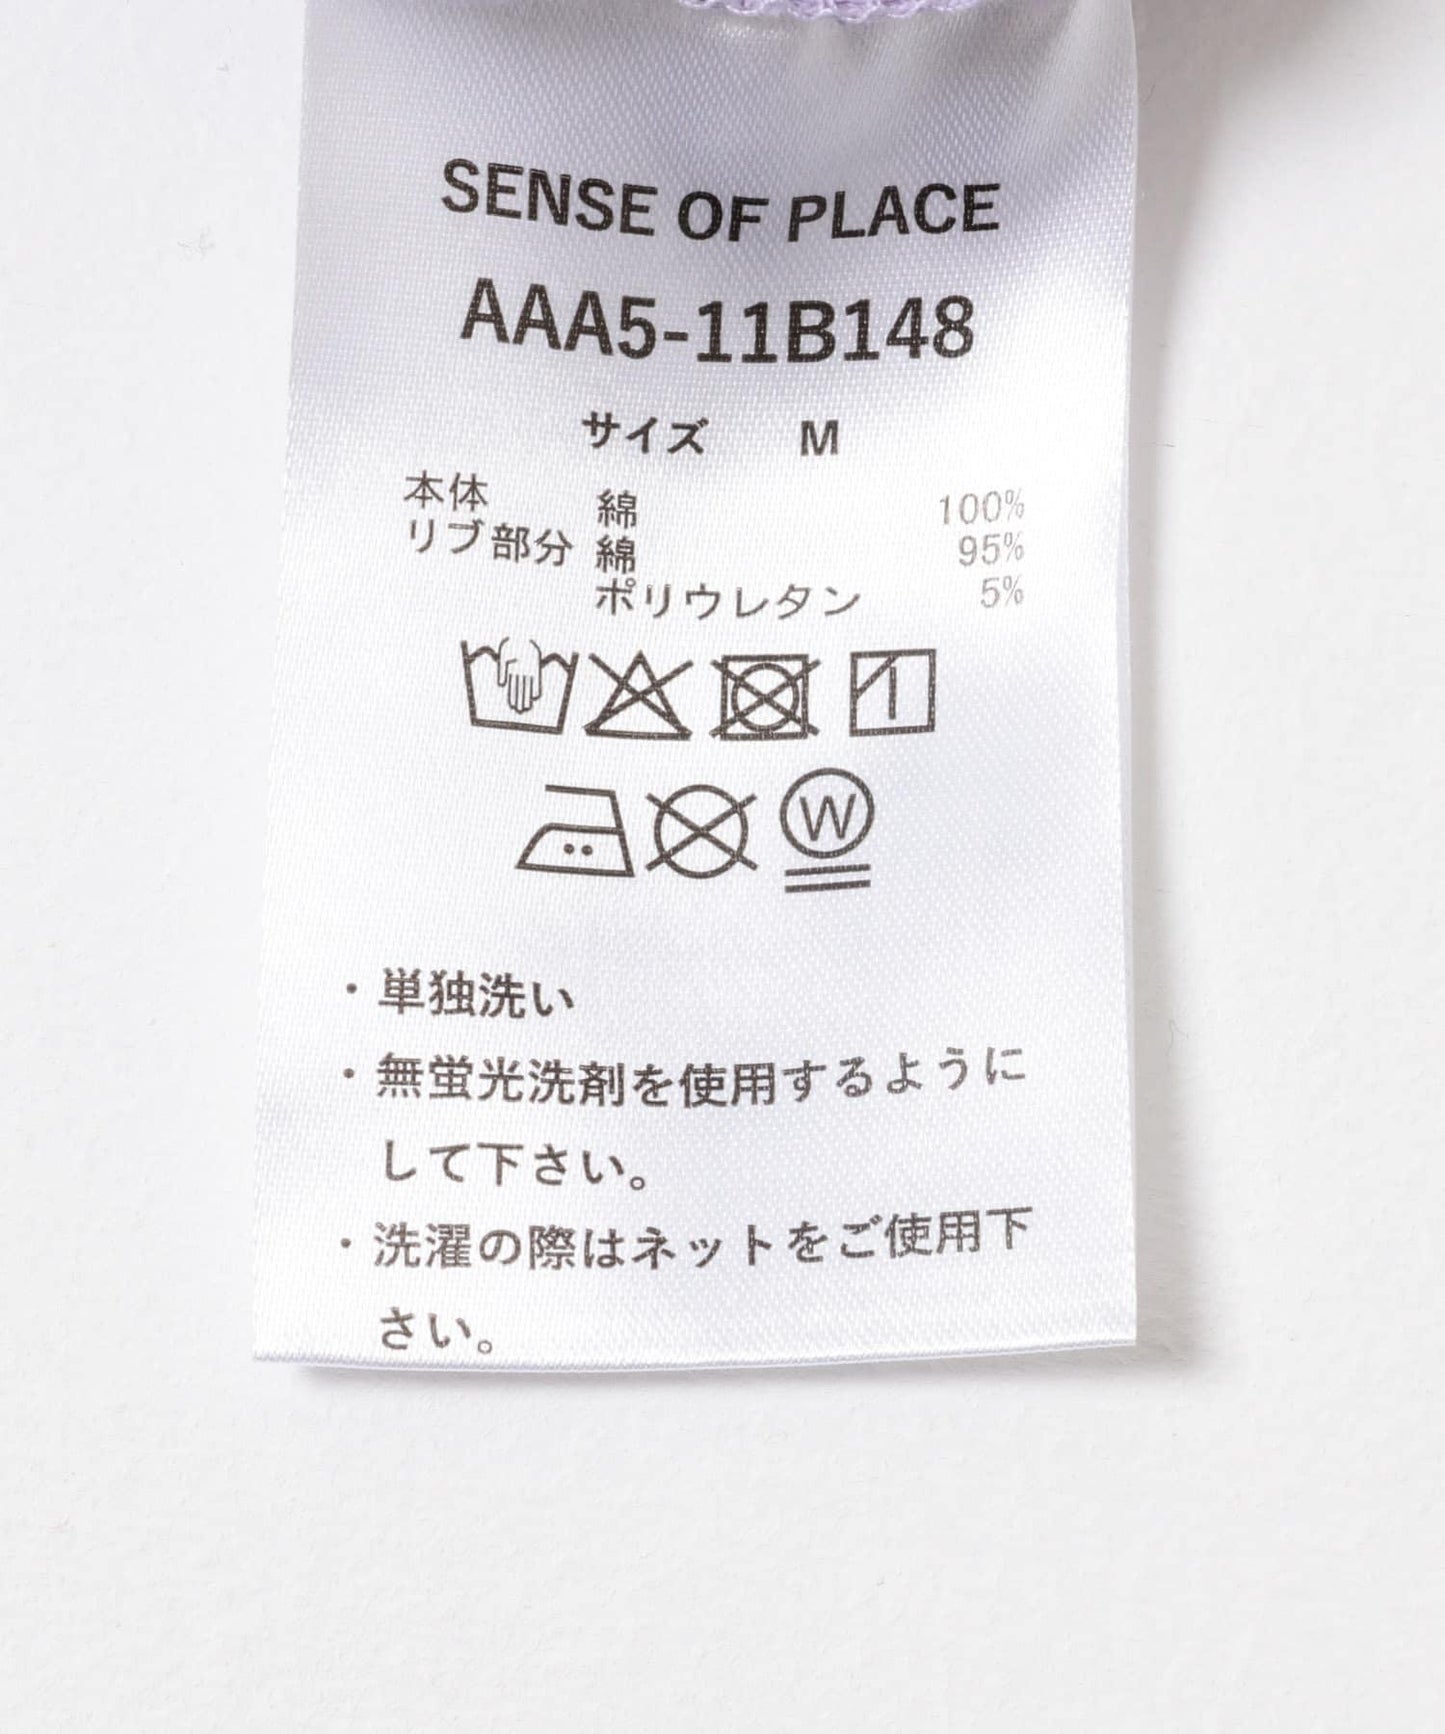 SENSE OF PLACE
AAA5-11B148
サイズ M
本体 綿 100%
リブ部分 綿 95%
ポリウレタン 5%
W
・単独洗い
・無蛍光洗剤を使用するように
して下さい。
・洗濯の際はネットをご使用下
さい。